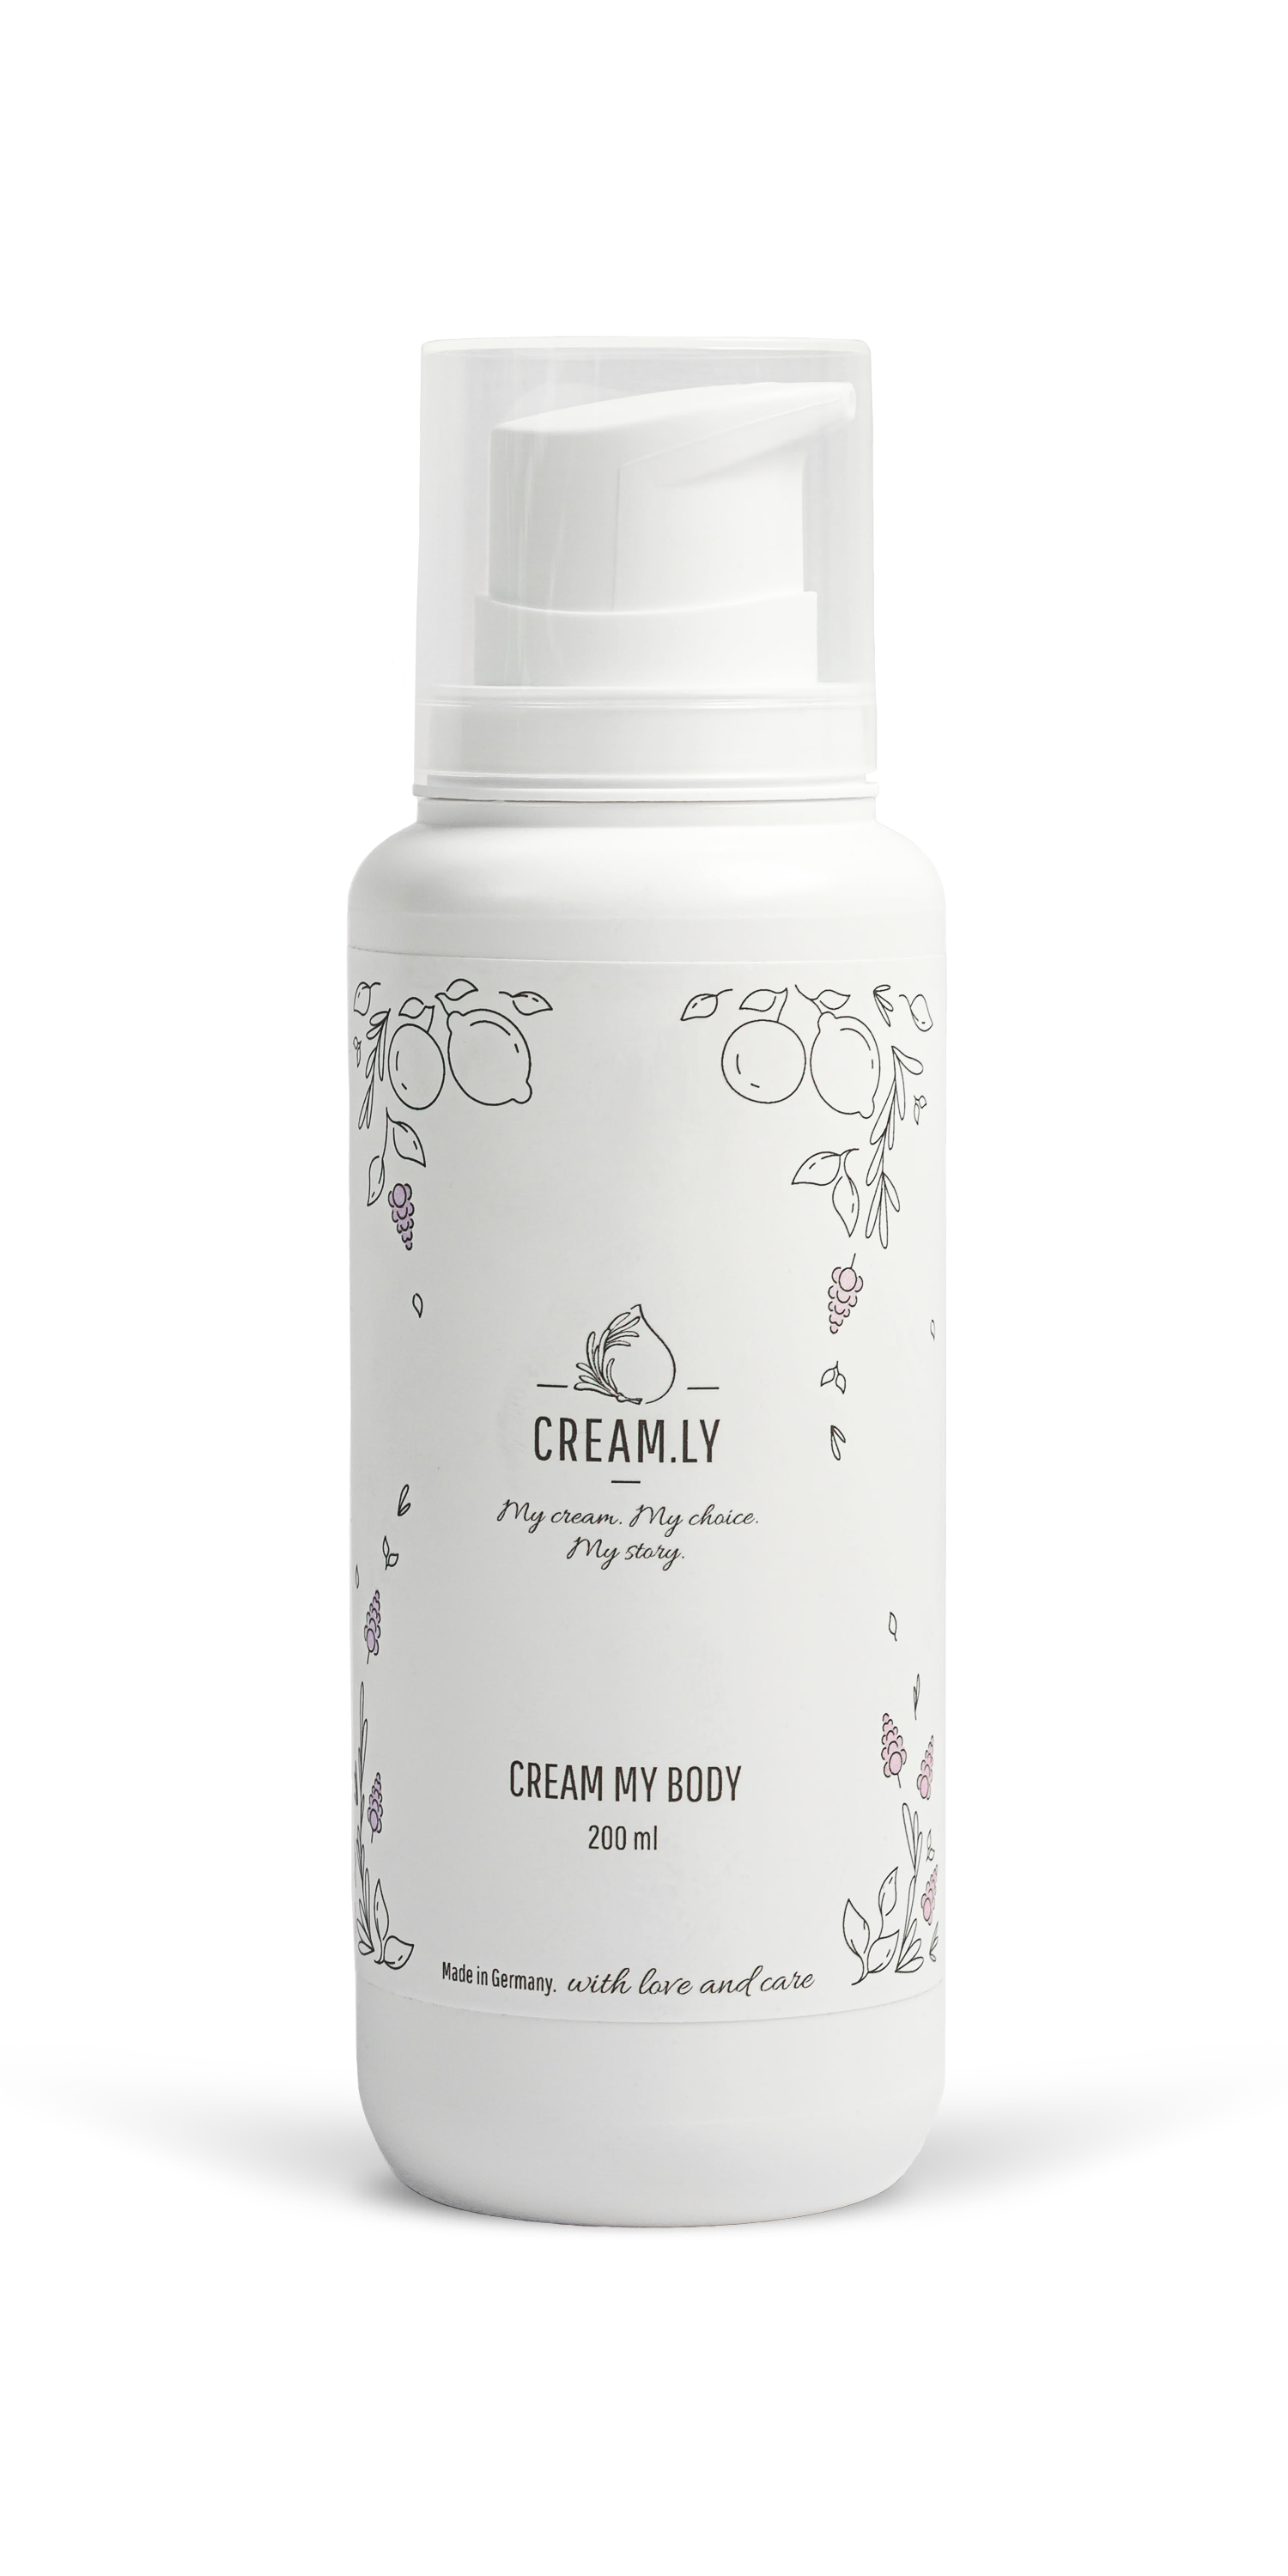 CREAM.LY
My cream. My choice.
My story.
CREAM MY BODY
200 ml
Made in Germany. with love and care